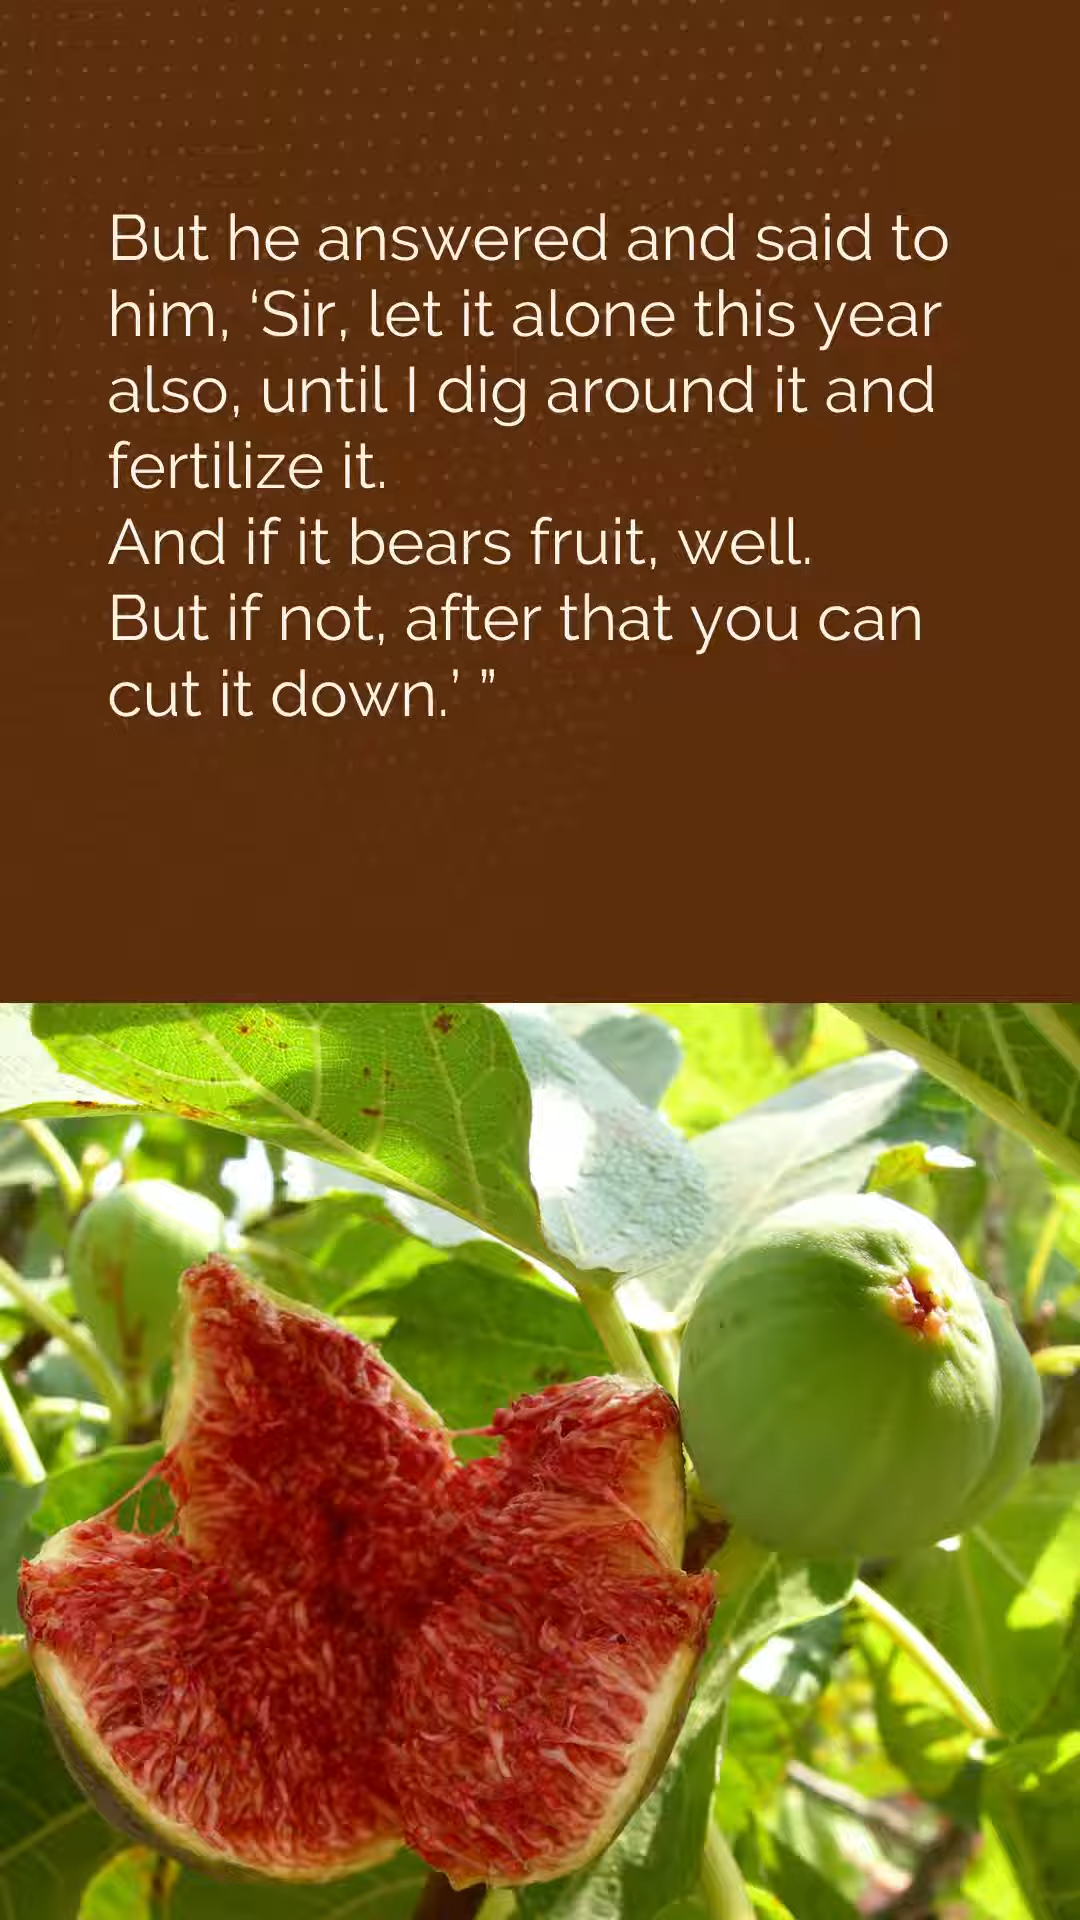 But he answered and said to
him, ‘Sir, let it alone this year
also, until I dig around it and
fertilize it.
And if it bears fruit, well.
But if not, after that you can
cut it down.’ ”